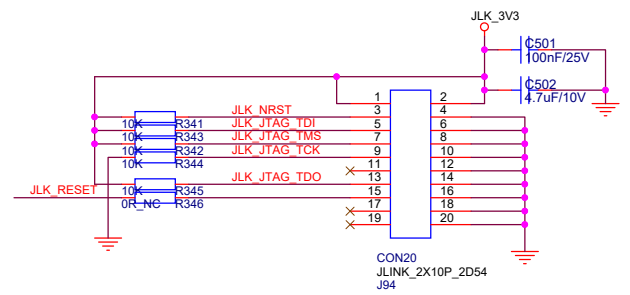 JLK_3V3
C501
100nF/25V
C502
4.7uF/10V
1 2
JLK_NRST 3 4
10K R341 JLK_JTAG_TDI 5 6
10K R343 JLK_JTAG_TMS 7 8
10K R342 JLK_JTAG_TCK 9 10
10K R344
11 12
JLK_JTAG_TDO 13 14
JLK_RESET 10K R345 15 16
0R_NC R346
17 18
19 20
CON20
JLINK_2X10P_2D54
J94